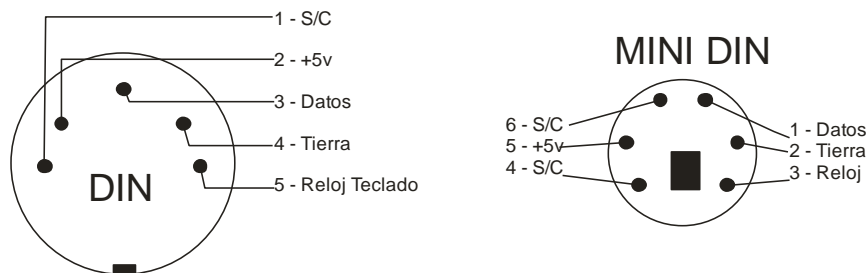 1 - S/C
2 - +5v
3 - Datos
4 - Tierra
5 - Reloj Teclado
DIN
MINI DIN
6 - S/C
5 - +5v
4 - S/C
1 - Datos
2 - Tierra
3 - Reloj